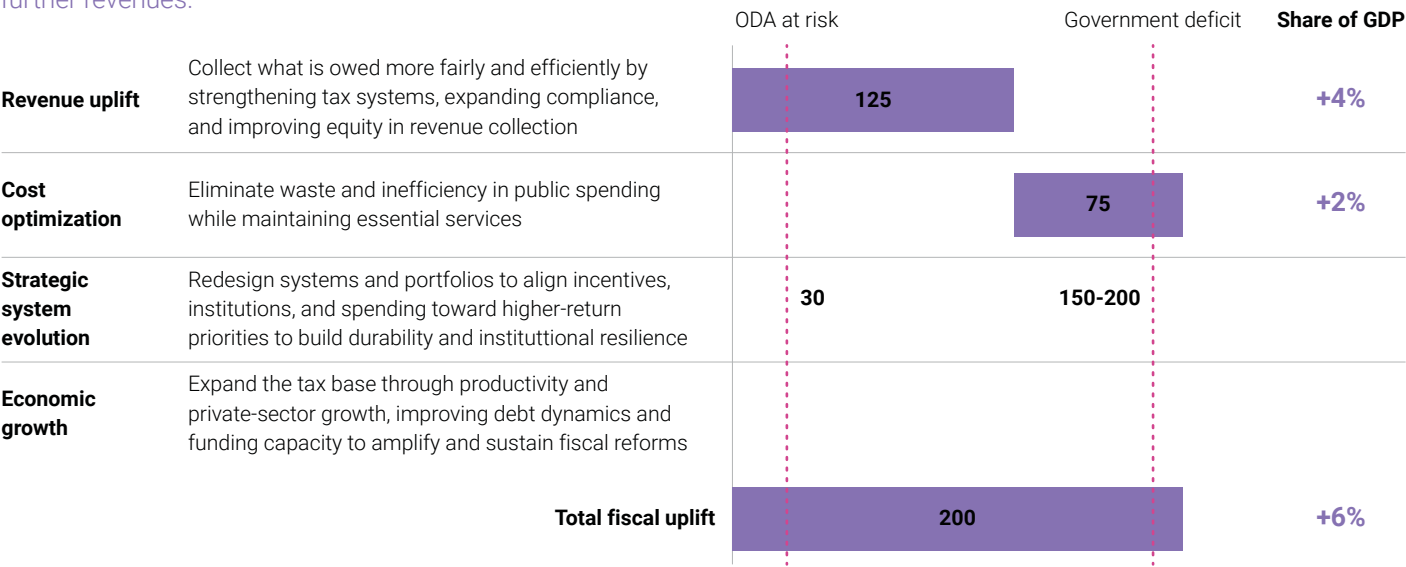 further revenues.
ODA at risk
Government deficit
Share of GDP
Revenue uplift
Collect what is owed more fairly and efficiently by
strengthening tax systems, expanding compliance,
and improving equity in revenue collection
125
+4%
Cost
optimization
Eliminate waste and inefficiency in public spending
while maintaining essential services
75
+2%
Strategic
system
evolution
Redesign systems and portfolios to align incentives,
institutions, and spending toward higher-return
priorities to build durability and instituttional resilience
30
150-200
Economic
growth
Expand the tax base through productivity and
private-sector growth, improving debt dynamics and
funding capacity to amplify and sustain fiscal reforms
Total fiscal uplift
200
+6%